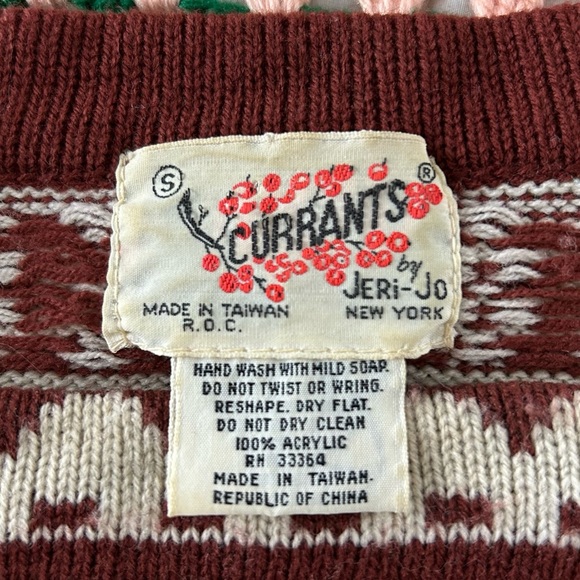 S
CURRANTS ®
by
JERI-JO
MADE IN TAIWAN NEW YORK
R.O.C.
HAND WASH WITH MILD SOAP.
DO NOT TWIST OR WRING.
RESHAPE. DRY FLAT.
DO NOT DRY CLEAN
100% ACRYLIC
RN 33364
MADE IN TAIWAN-
REPUBLIC OF CHINA